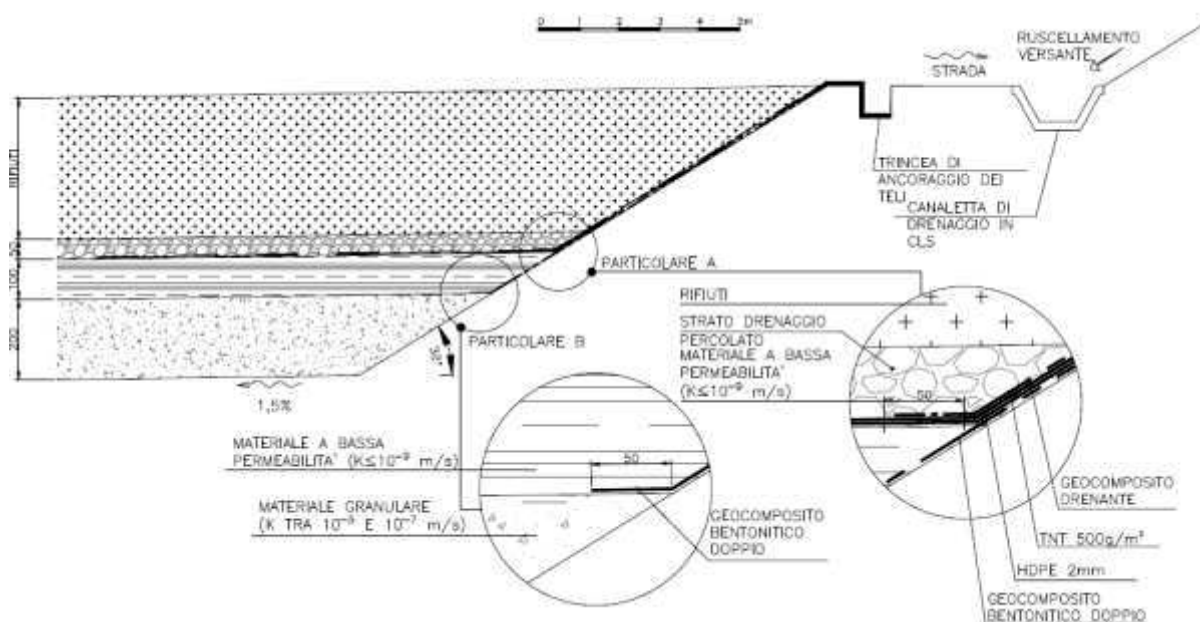 0 1 2 3 4 5m
RUSCELLAMENTO
VERSANTE
STRADA
RIFIUTI
50
100
200
TRINCEA DI
ANCORAGGIO DEI
TELI
CANALETTA DI
DRENAGGIO IN
CLS
PARTICOLARE A
PARTICOLARE B
1,5%
RIFIUTI
STRATO DRENAGGIO
PERCOLATO
MATERIALE A BASSA
PERMEABILITA'
(K≤10⁻⁹ m/s)
50
GEOCOMPOSITO
DRENANTE
TNT 500g/m²
HDPE 2mm
GEOCOMPOSITO
BENTONITICO DOPPIO
MATERIALE A BASSA
PERMEABILITA' (K≤10⁻⁹ m/s)
50
MATERIALE GRANULARE
(K TRA 10⁻⁵ E 10⁻⁷ m/s)
GEOCOMPOSITO
BENTONITICO
DOPPIO